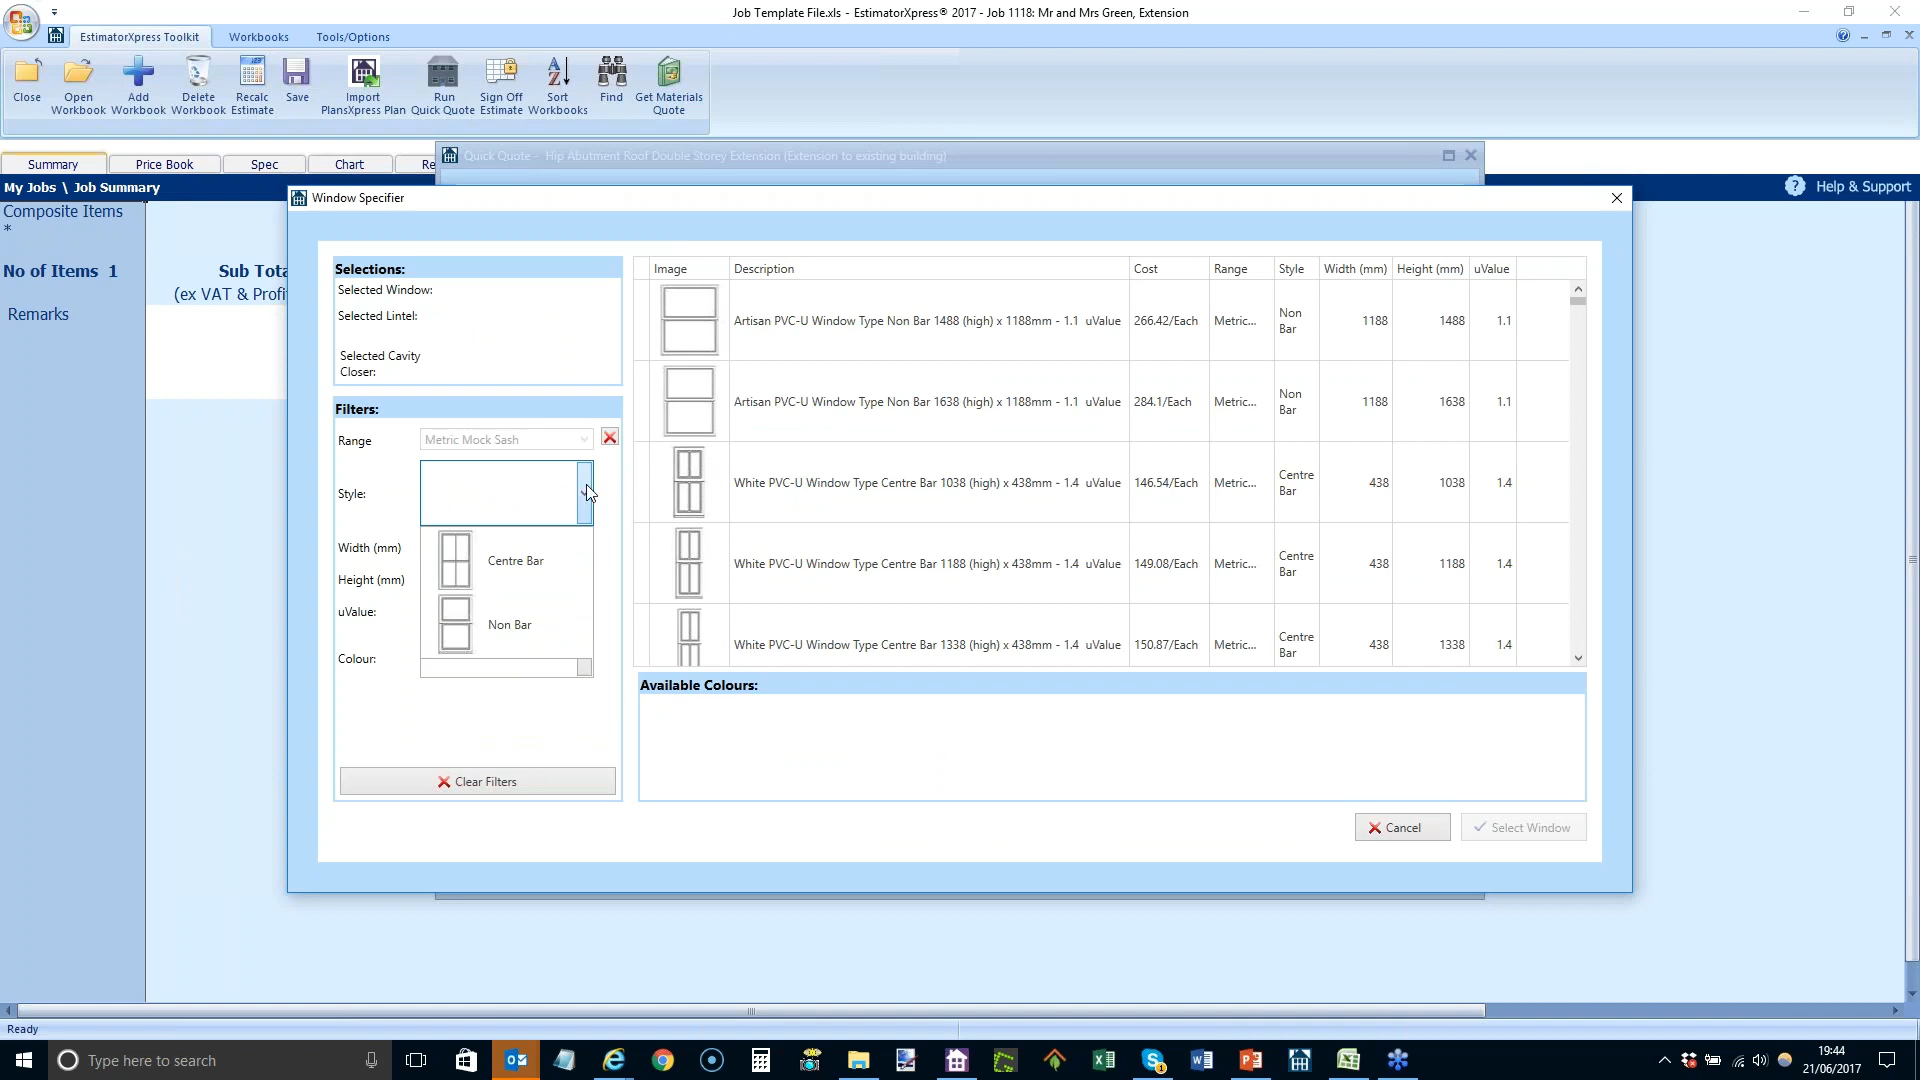 Job Template File.xls - EstimatorXpress® 2017 - Job 1118: Mr and Mrs Green, Extension
EstimatorXpress Toolkit
Workbooks
Tools/Options
Close
Open Workbook
Add Workbook
Delete Workbook
Recalc Estimate
Save
Import PlansXpress Plan
Run Quick Quote
Sign Off Estimate
Sort Workbooks
Find
Get Materials Quote
Summary
Price Book
Spec
Chart
Re
Quick Quote - Hip Abutment Roof Double Storey Extension (Extension to existing building)
My Jobs \ Job Summary
Help & Support
Composite Items
*
No of Items 1
Sub Tota
(ex VAT & Profi
Remarks
Window Specifier
Selections:
Selected Window:
Selected Lintel:
Selected Cavity
Closer:
Filters:
Range
Metric Mock Sash
Style:
Centre Bar
Non Bar
Width (mm)
Height (mm)
uValue:
Colour:
Clear Filters
Image Description Cost Range Style Width (mm) Height (mm) uValue
Artisan PVC-U Window Type Non Bar 1488 (high) x 1188mm - 1.1 uValue 266.42/Each Metric... Non Bar 1188 1488 1.1
Artisan PVC-U Window Type Non Bar 1638 (high) x 1188mm - 1.1 uValue 284.1/Each Metric... Non Bar 1188 1638 1.1
White PVC-U Window Type Centre Bar 1038 (high) x 438mm - 1.4 uValue 146.54/Each Metric... Centre Bar 438 1038 1.4
White PVC-U Window Type Centre Bar 1188 (high) x 438mm - 1.4 uValue 149.08/Each Metric... Centre Bar 438 1188 1.4
White PVC-U Window Type Centre Bar 1338 (high) x 438mm - 1.4 uValue 150.87/Each Metric... Centre Bar 438 1338 1.4
Available Colours:
Cancel
Select Window
Ready
Type here to search
19:44
21/06/2017